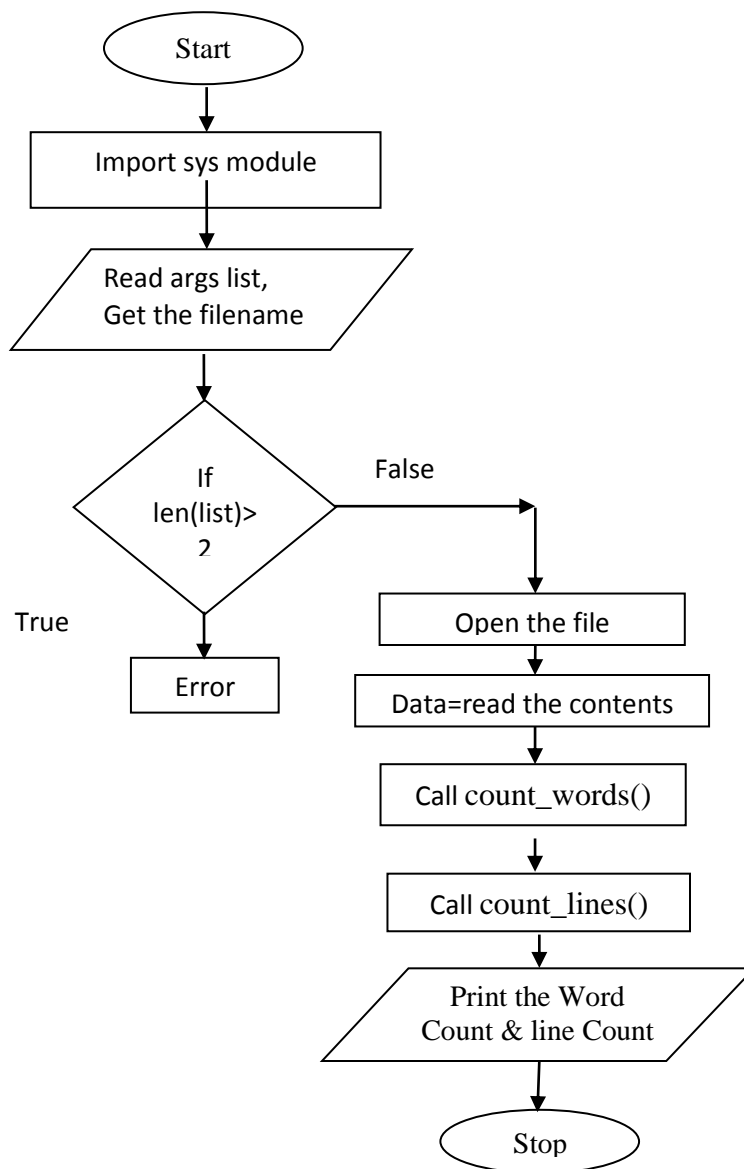 Start
Import sys module
Read args list,
Get the filename
If
len(list)>
2
False
True
Error
Open the file
Data=read the contents
Call count_words()
Call count_lines()
Print the Word
Count & line Count
Stop